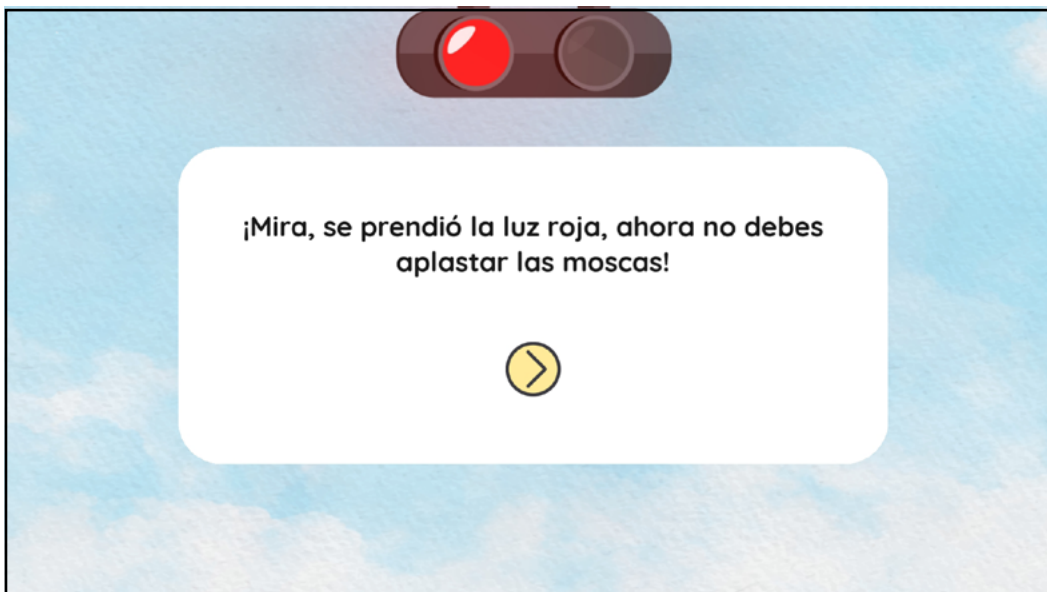 ¡Mira, se prendió la luz roja, ahora no debes
aplastar las moscas!